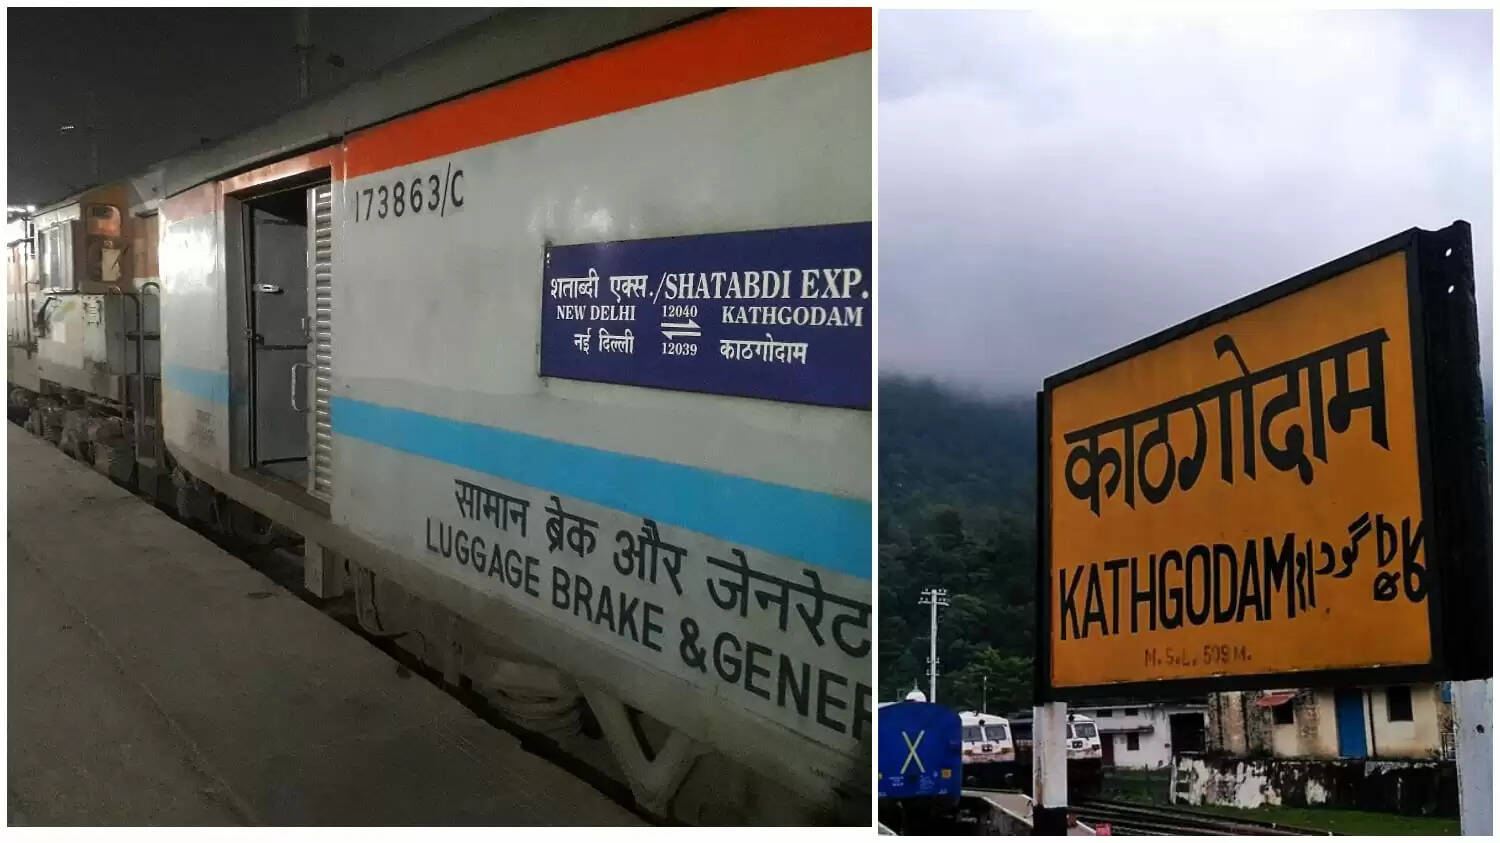 173863/C
शताब्दी एक्स./SHATABDI EXP.
NEW DELHI 12040 KATHGODAM
नई दिल्ली 12039 काठगोदाम
सामान ब्रेक और जेनरेट
LUGGAGE BRAKE & GENER
काठगोदाम
KATHGODAM
M.S.L. 509 M.
X